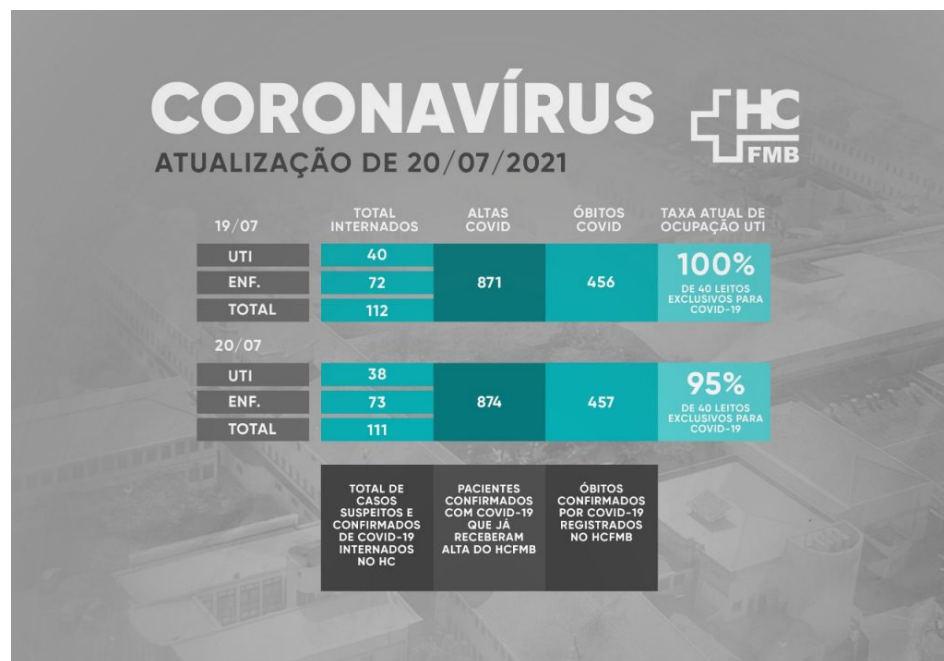 CORONAVÍRUS
HC
FMB
ATUALIZAÇÃO DE 20/07/2021
19/07
TOTAL
INTERNADOS
ALTAS
COVID
ÓBITOS
COVID
TAXA ATUAL DE
OCUPAÇÃO UTI
UTI
40
ENF.
72
TOTAL
112
871
456
100%
DE 40 LEITOS
EXCLUSIVOS PARA
COVID-19
20/07
UTI
38
ENF.
73
TOTAL
111
874
457
95%
DE 40 LEITOS
EXCLUSIVOS PARA
COVID-19
TOTAL DE
CASOS
SUSPEITOS E
CONFIRMADOS
DE COVID-19
INTERNADOS
NO HC
PACIENTES
CONFIRMADOS
COM COVID-19
QUE JÁ
RECEBERAM
ALTA DO HCFMB
ÓBITOS
CONFIRMADOS
POR COVID-19
REGISTRADOS
NO HCFMB